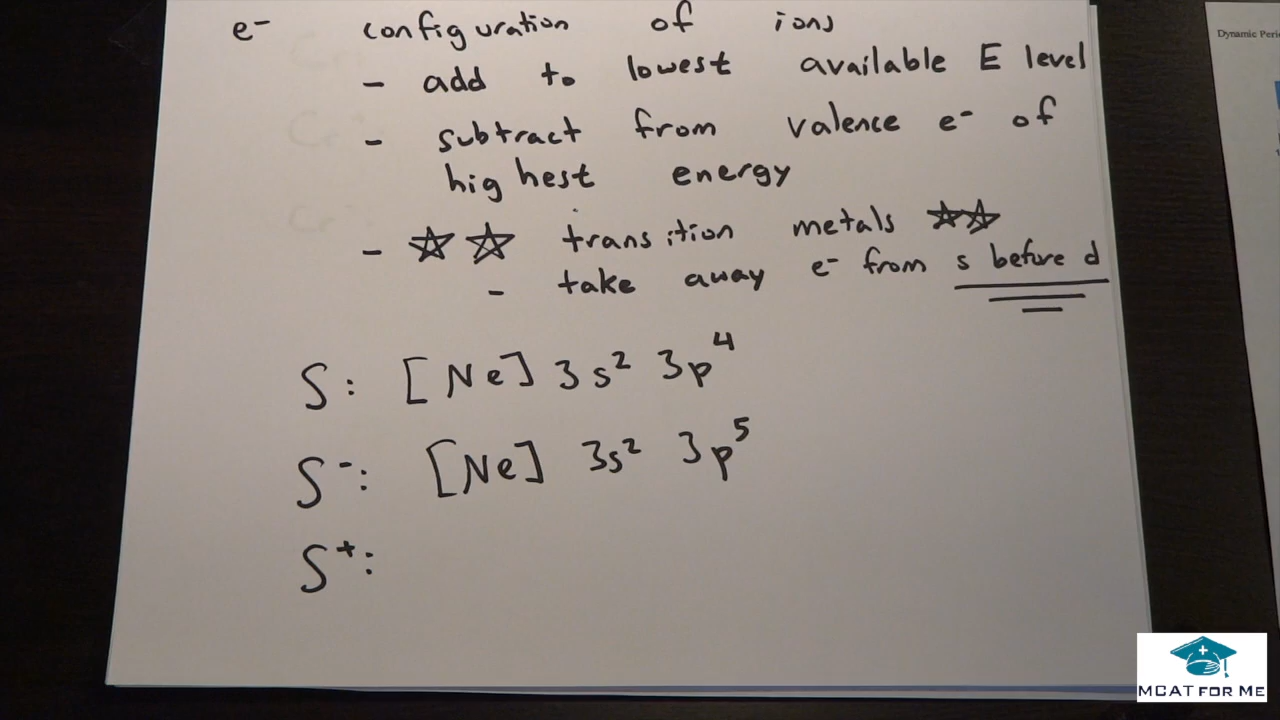 e⁻ configuration of ions
- add to lowest available E level
- subtract from valence e⁻ of
highest energy
- ☆☆ transition metals ☆☆
- take away e⁻ from s before d
S: [Ne] 3s² 3p⁴
S⁻: [Ne] 3s² 3p⁵
S⁺:
Dynamic
MCAT FOR ME